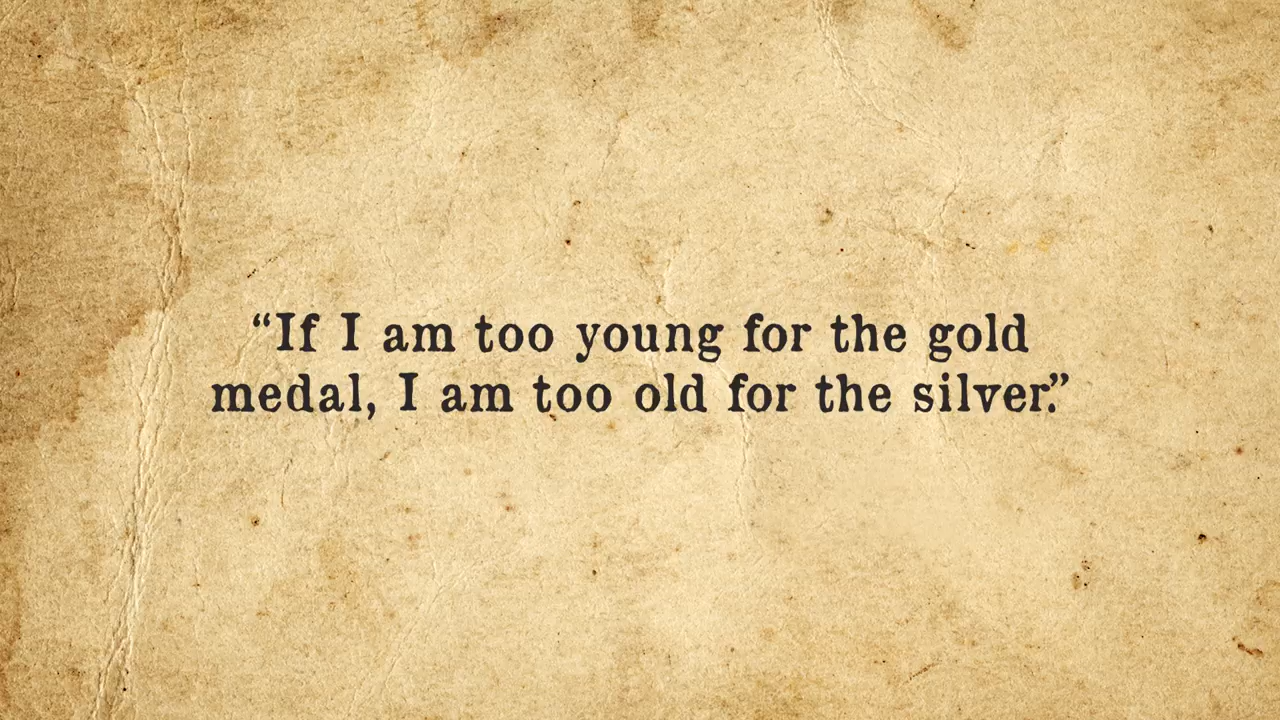 “If I am too young for the gold
medal, I am too old for the silver.”